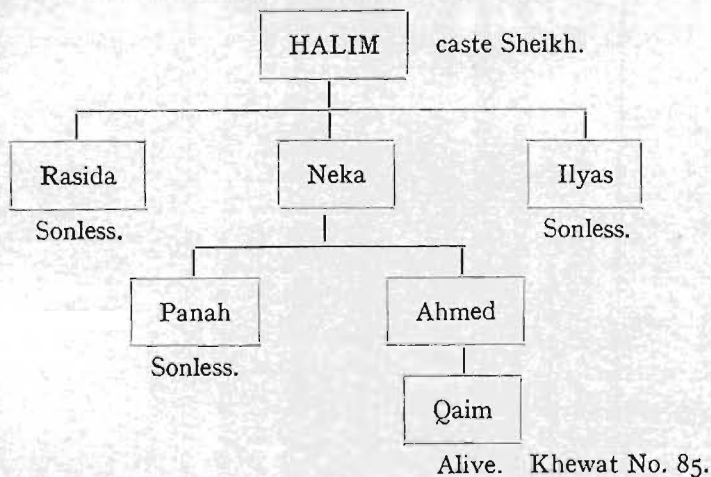 HALIM caste Sheikh.
Rasida Neka Ilyas
Sonless. Sonless.
Panah Ahmed
Sonless.
Qaim
Alive. Khewat No. 85.